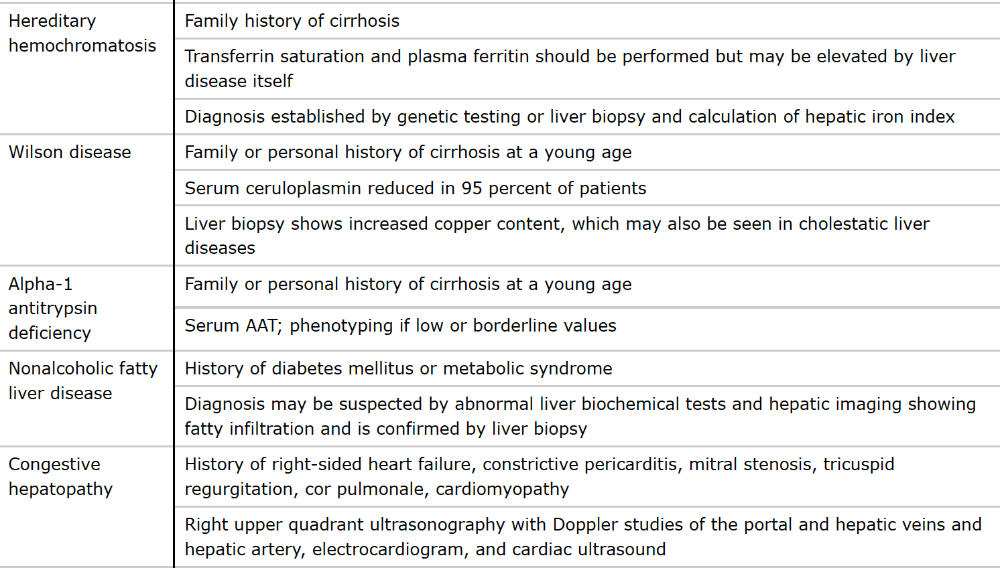 Hereditary
hemochromatosis
Family history of cirrhosis
Transferrin saturation and plasma ferritin should be performed but may be elevated by liver
disease itself
Diagnosis established by genetic testing or liver biopsy and calculation of hepatic iron index
Wilson disease
Family or personal history of cirrhosis at a young age
Serum ceruloplasmin reduced in 95 percent of patients
Liver biopsy shows increased copper content, which may also be seen in cholestatic liver
diseases
Alpha-1
antitrypsin
deficiency
Family or personal history of cirrhosis at a young age
Serum AAT; phenotyping if low or borderline values
Nonalcoholic fatty
liver disease
History of diabetes mellitus or metabolic syndrome
Diagnosis may be suspected by abnormal liver biochemical tests and hepatic imaging showing
fatty infiltration and is confirmed by liver biopsy
Congestive
hepatopathy
History of right-sided heart failure, constrictive pericarditis, mitral stenosis, tricuspid
regurgitation, cor pulmonale, cardiomyopathy
Right upper quadrant ultrasonography with Doppler studies of the portal and hepatic veins and
hepatic artery, electrocardiogram, and cardiac ultrasound